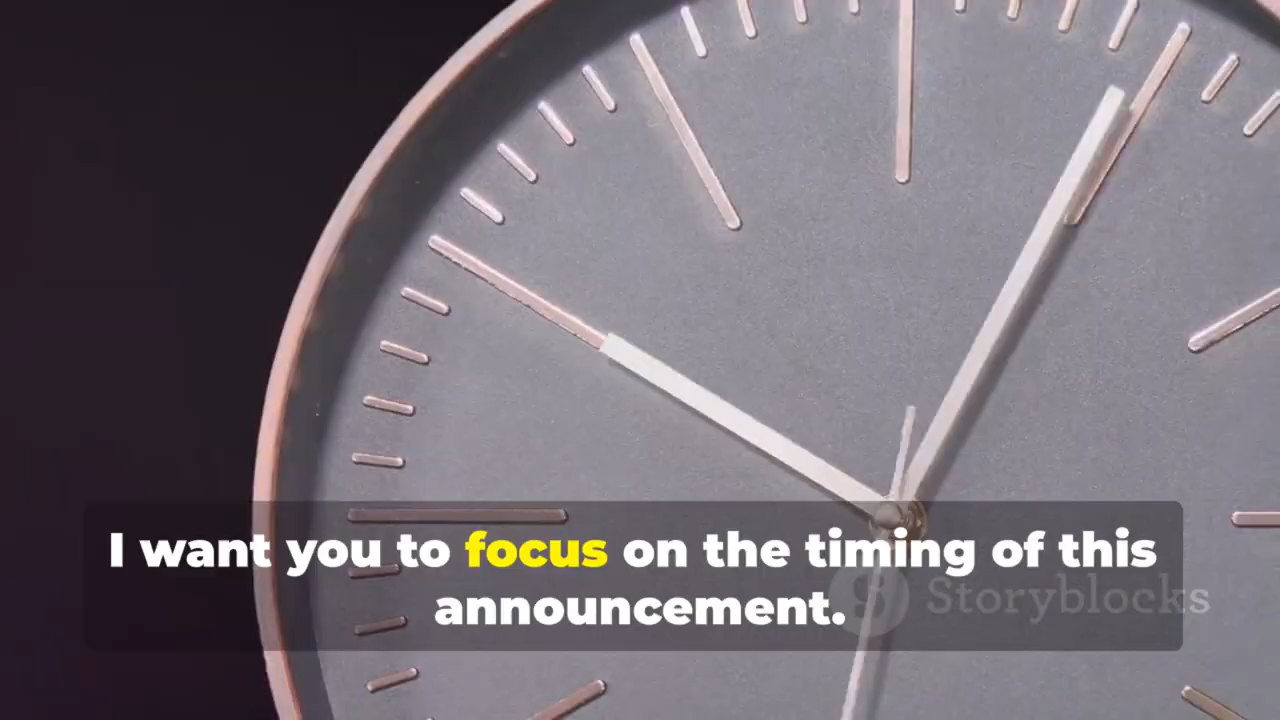 I want you to focus on the timing of this
announcement.
Storyblocks